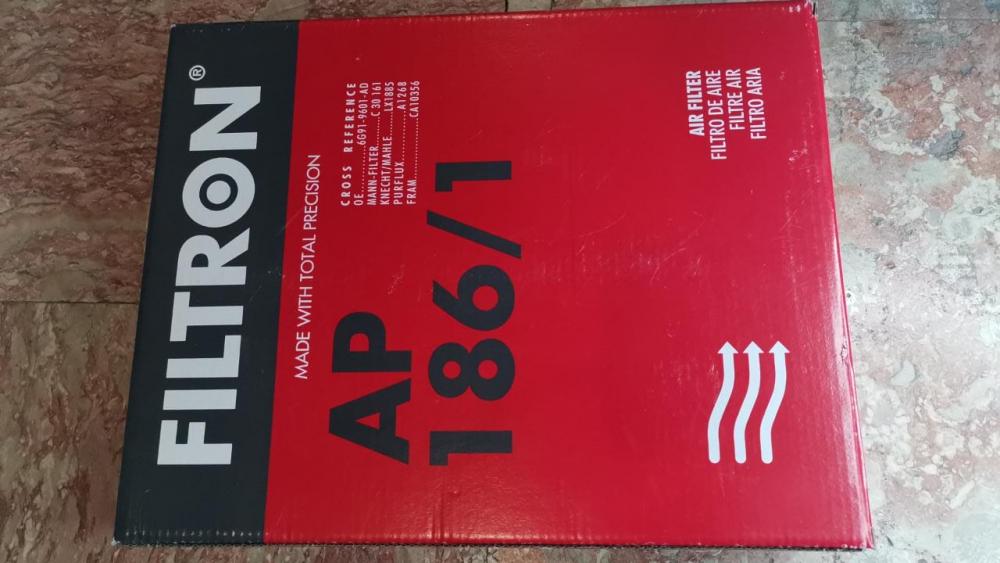 FILTRON®
MADE WITH TOTAL PRECISION
AP
186/1
CROSS REFERENCE
OE..........6G91-9601-AD
MANN-FILTER.......C 30 161
KNECHT/MAHLE.....LX1885
PURFLUX............A1268
FRAM............CA10356
AIR FILTER
FILTRO DE AIRE
FILTRE AIR
FILTRO ARIA